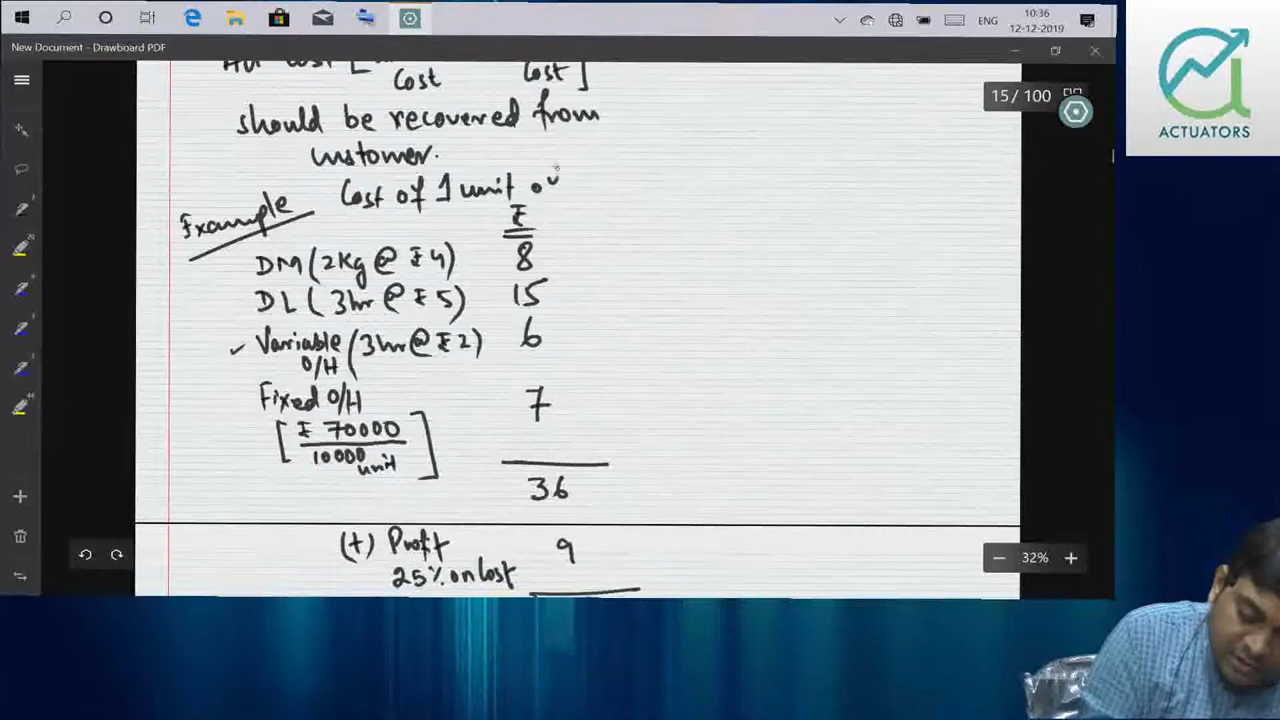 10:36
ENG
12-12-2019
New Document - Drawboard PDF
15 / 100
ACTUATORS
cost [
Cost cost ]
should be recovered from
customer.
Example Cost of 1 unit
₹
DM (2Kg @ ₹ 4) 8
DL ( 3hr @ ₹ 5) 15
✓ Variable (3hr @ ₹ 2) 6
O/H
Fixed O/H 7
[ ₹ 70000
10000 unit ]
36
(+) Profit 9
25% on Cost
32%